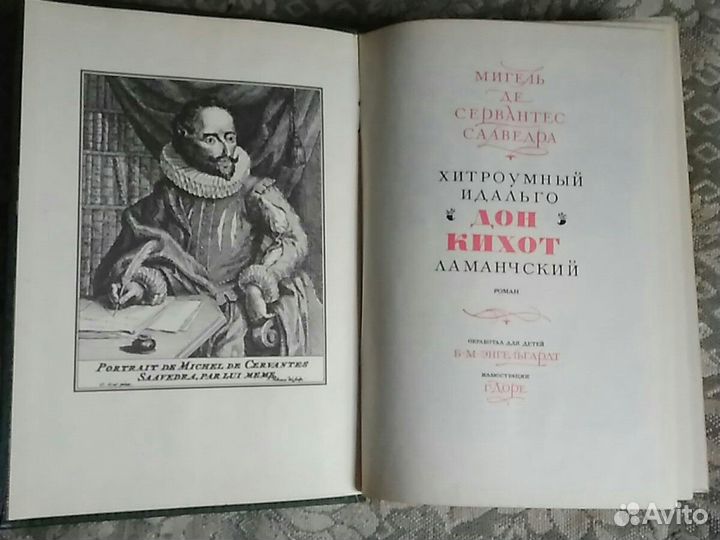 PORTRAIT DE MICHEL DE CERVANTES
SAAVEDRA, PAR LUI MEME
МИГЕЛЬ
ДЕ
СЕРВАНТЕС
СААВЕДРА
ХИТРОУМНЫЙ
ИДАЛЬГО
ДОН
КИХОТ
ЛАМАНЧСКИЙ
РОМАН
ОБРАБОТАЛ ДЛЯ ДЕТЕЙ
Б·М·ЭНГЕЛЬГАРДТ
ИЛЛЮСТРАЦИИ
Г·ДОРЕ
Avito